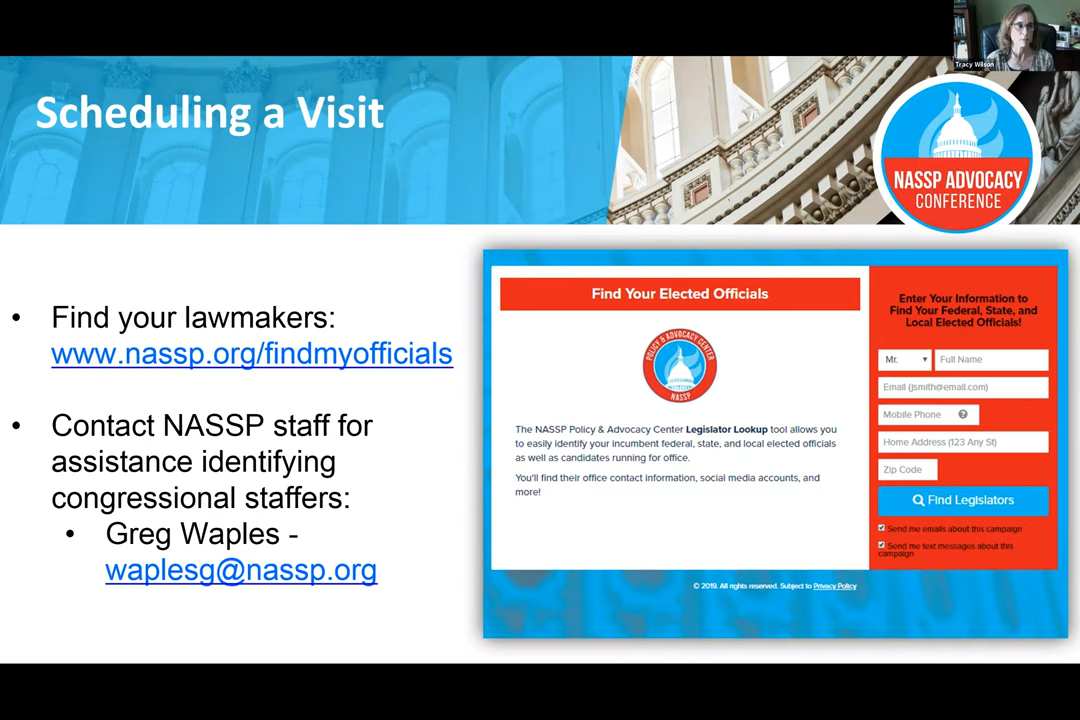 Tracy Wilson
Scheduling a Visit
NASSP ADVOCACY
CONFERENCE
• Find your lawmakers:
www.nassp.org/findmyofficials
• Contact NASSP staff for
assistance identifying
congressional staffers:
• Greg Waples -
waplesg@nassp.org
Find Your Elected Officials
POLICY & ADVOCACY CENTER
NASSP
The NASSP Policy & Advocacy Center Legislator Lookup tool allows you
to easily identify your incumbent federal, state, and local elected officials
as well as candidates running for office.
You'll find their office contact information, social media accounts, and
more!
Enter Your Information to
Find Your Federal, State, and
Local Elected Officials!
Mr. Full Name
Email (jsmith@email.com)
Mobile Phone ?
Home Address (123 Any St)
Zip Code
Find Legislators
Send me emails about this campaign
Send me text messages about this
campaign
© 2019. All rights reserved. Subject to Privacy Policy